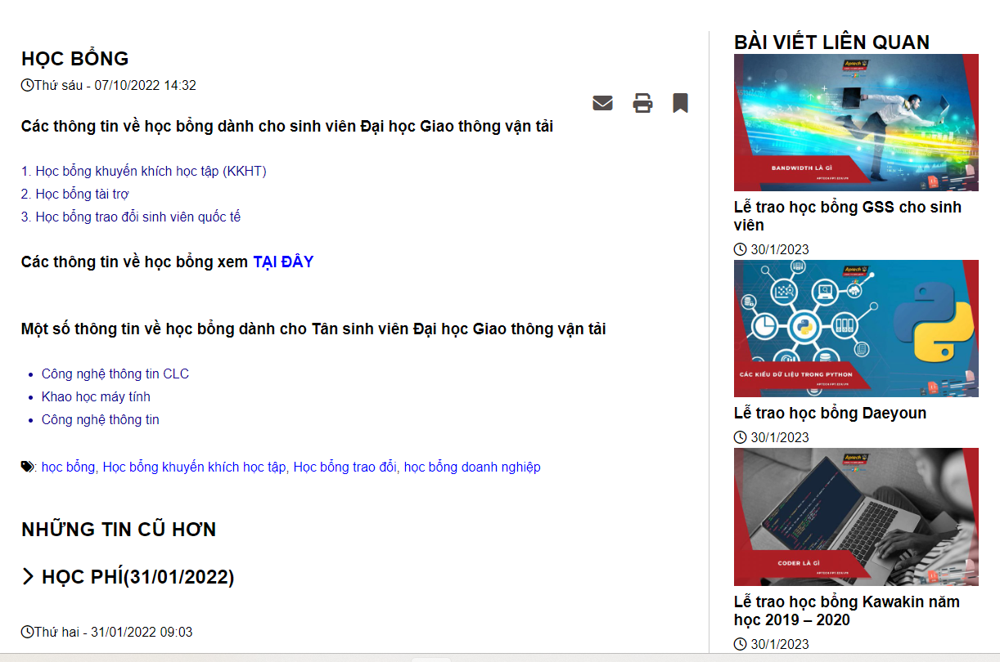 HỌC BỔNG
Thứ sáu - 07/10/2022 14:32
Các thông tin về học bổng dành cho sinh viên Đại học Giao thông vận tải
1. Học bổng khuyến khích học tập (KKHT)
2. Học bổng tài trợ
3. Học bổng trao đổi sinh viên quốc tế
Các thông tin về học bổng xem TẠI ĐÂY
Một số thông tin về học bổng dành cho Tân sinh viên Đại học Giao thông vận tải
Công nghệ thông tin CLC
Khao học máy tính
Công nghệ thông tin
: học bổng, Học bổng khuyến khích học tập, Học bổng trao đổi, học bổng doanh nghiệp
NHỮNG TIN CŨ HƠN
HỌC PHÍ(31/01/2022)
Thứ hai - 31/01/2022 09:03
BÀI VIẾT LIÊN QUAN
Aptech
BANDWIDTH LÀ GÌ
Lễ trao học bổng GSS cho sinh
viên
30/1/2023
Aptech
CÁC KIỂU DỮ LIỆU TRONG PYTHON
Lễ trao học bổng Daeyoun
30/1/2023
Aptech
CODER LÀ GÌ
Lễ trao học bổng Kawakin năm
học 2019 – 2020
30/1/2023